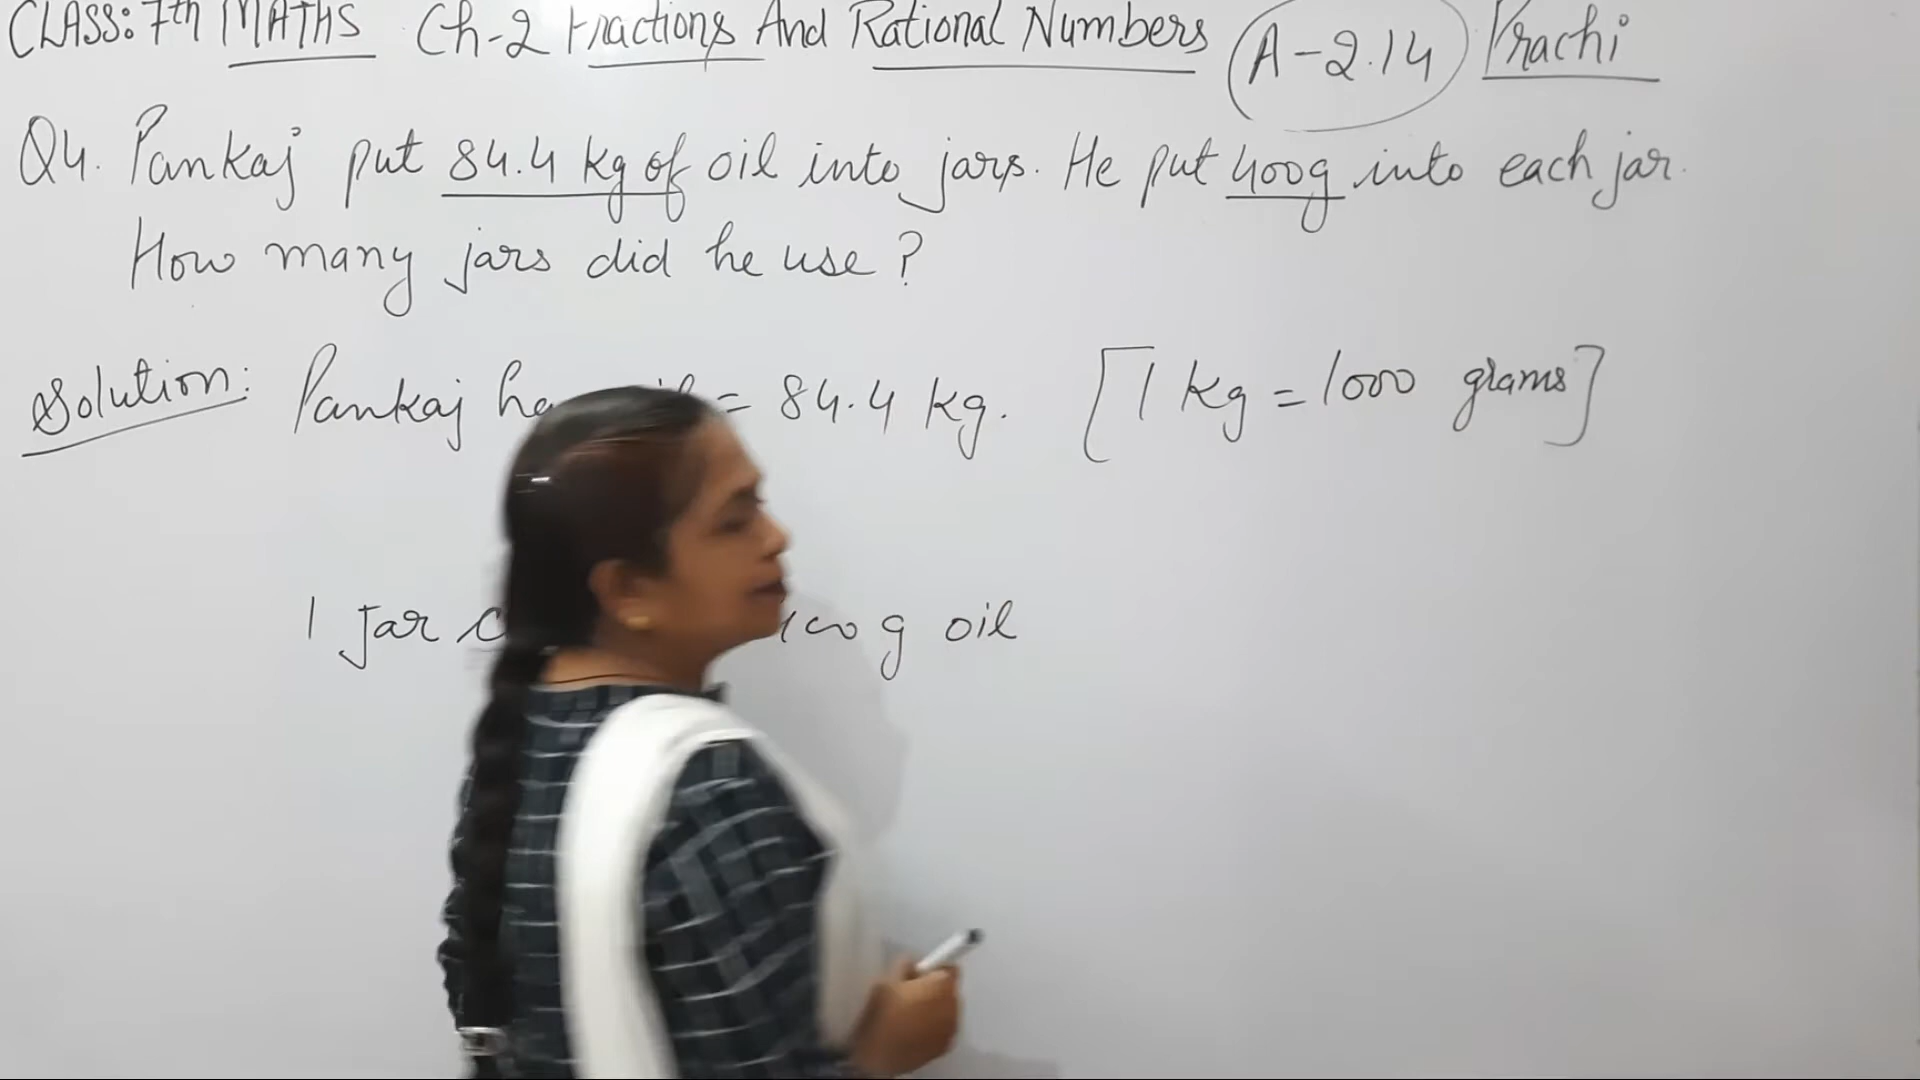 CLASS: 7th MATHS Ch-2 Fractions And Rational Numbers A-2.14 Prachi
Q4. Pankaj put 84.4 kg of oil into jars. He put 400g into each jar.
How many jars did he use?
Solution: Pankaj = 84.4 kg. [1 kg = 1000 grams]
1 Jar g oil